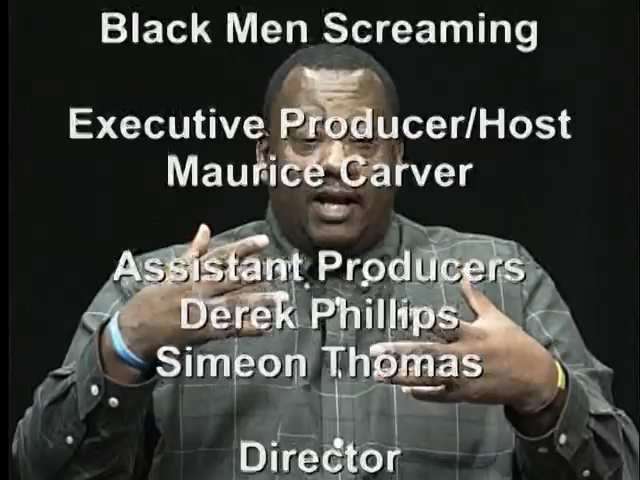 Black Men Screaming
Executive Producer/Host
Maurice Carver
Assistant Producers
Derek Phillips
Simeon Thomas
Director